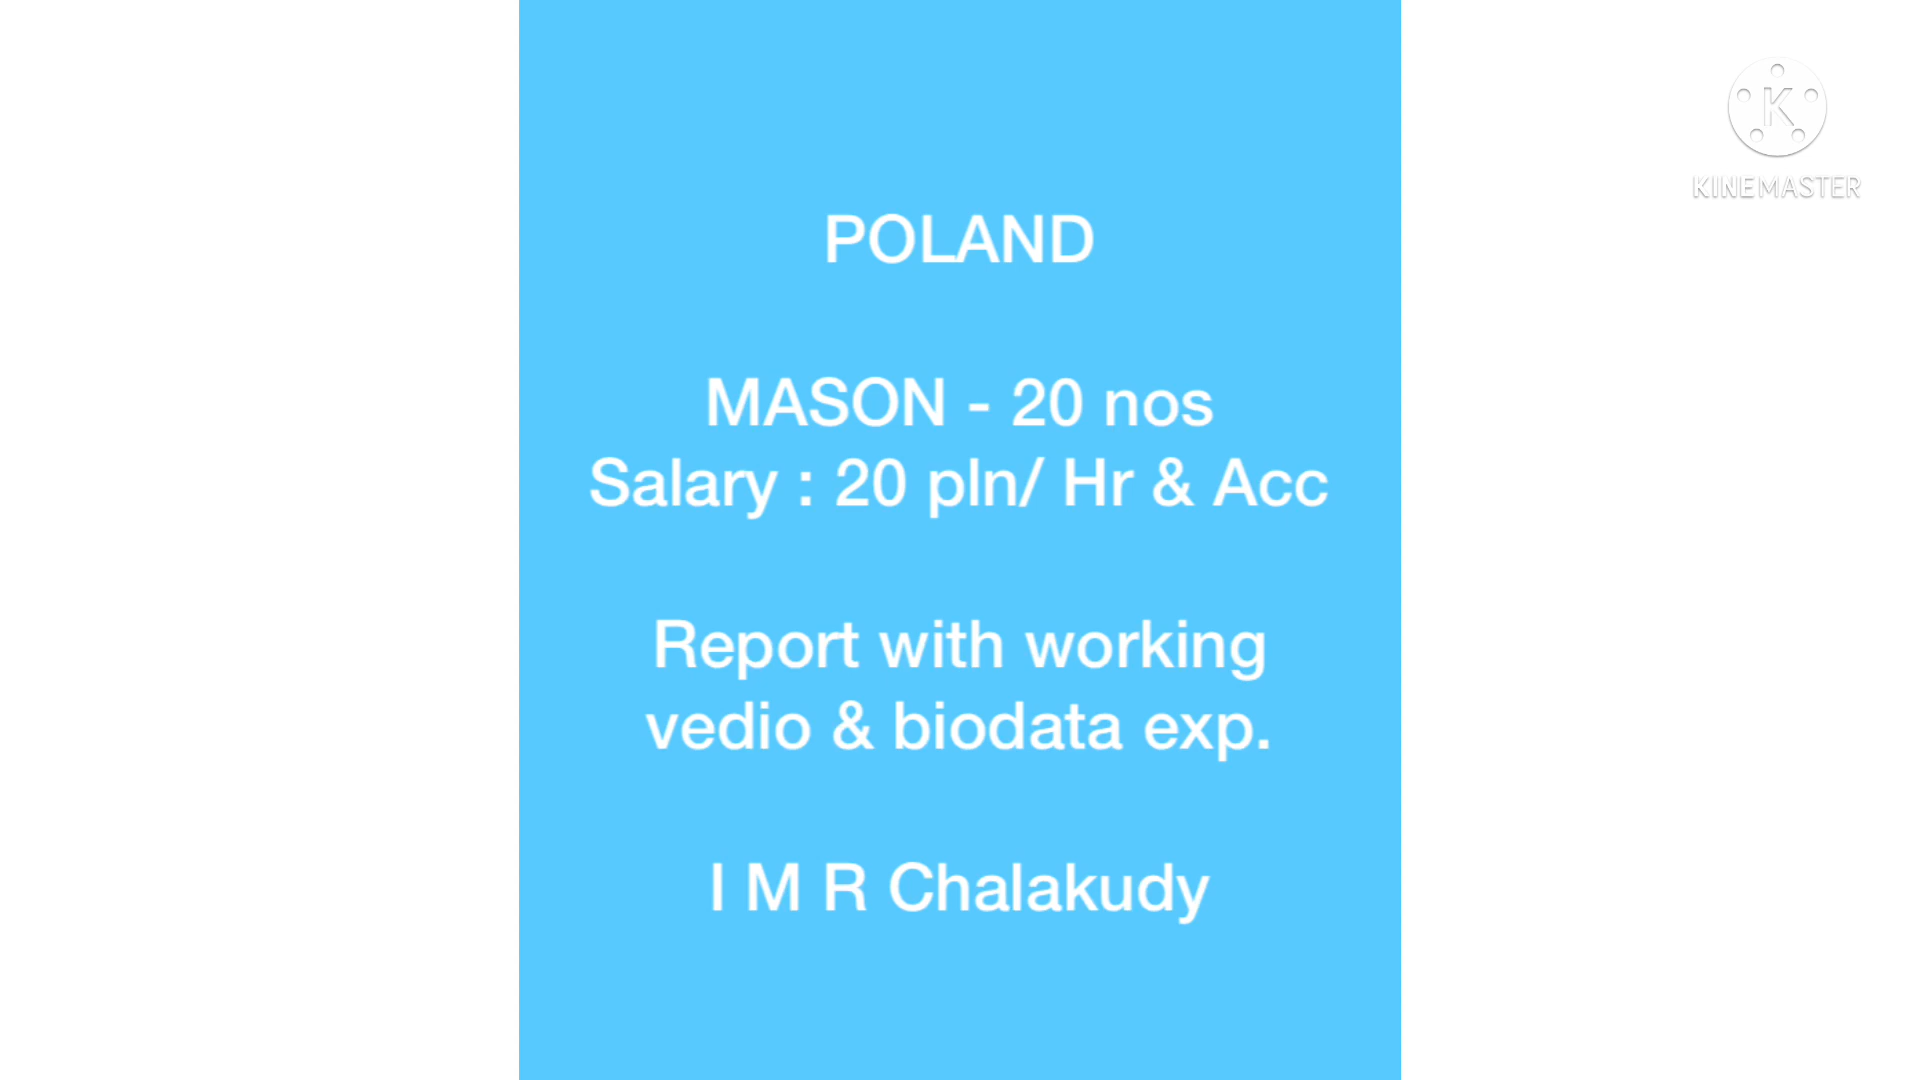 POLAND
MASON - 20 nos
Salary : 20 pln/ Hr & Acc
Report with working
vedio & biodata exp.
I M R Chalakudy
K
KINEMASTER